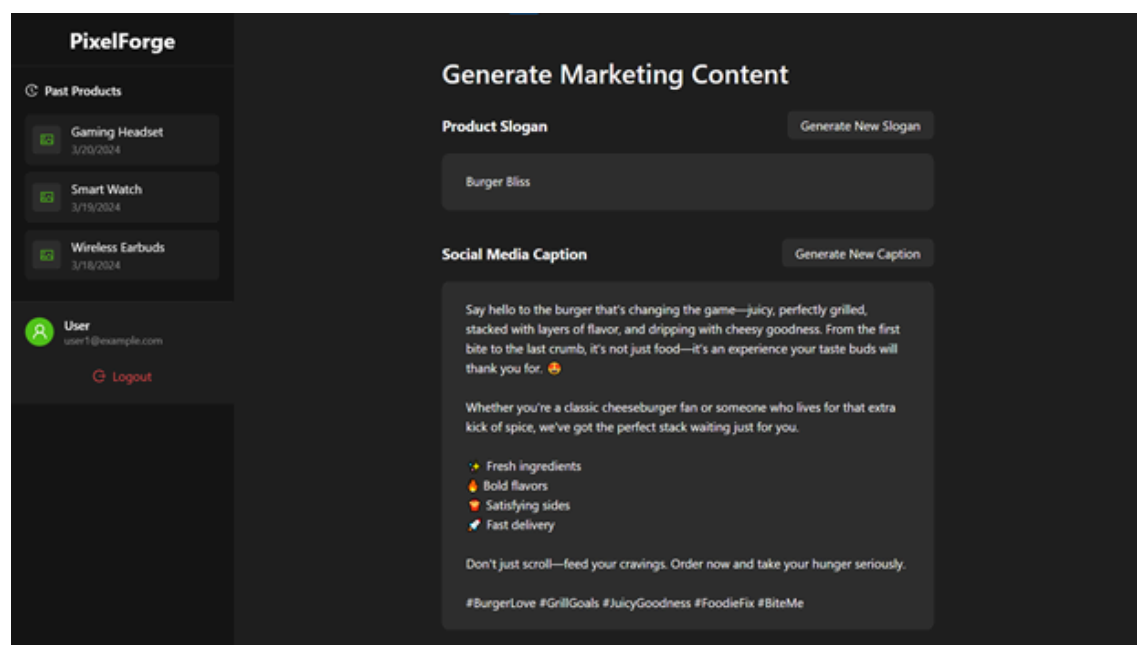 PixelForge
Past Products
Gaming Headset
3/20/2024
Smart Watch
3/19/2024
Wireless Earbuds
3/18/2024
User
user1@example.com
Logout
Generate Marketing Content
Product Slogan
Generate New Slogan
Burger Bliss
Social Media Caption
Generate New Caption
Say hello to the burger that's changing the game—juicy, perfectly grilled,
stacked with layers of flavor, and dripping with cheesy goodness. From the first
bite to the last crumb, it's not just food—it's an experience your taste buds will
thank you for. 🤩
Whether you're a classic cheeseburger fan or someone who lives for that extra
kick of spice, we've got the perfect stack waiting just for you.
✨ Fresh ingredients
🔥 Bold flavors
🍟 Satisfying sides
🚀 Fast delivery
Don't just scroll—feed your cravings. Order now and take your hunger seriously.
#BurgerLove #GrillGoals #JuicyGoodness #FoodieFix #BiteMe